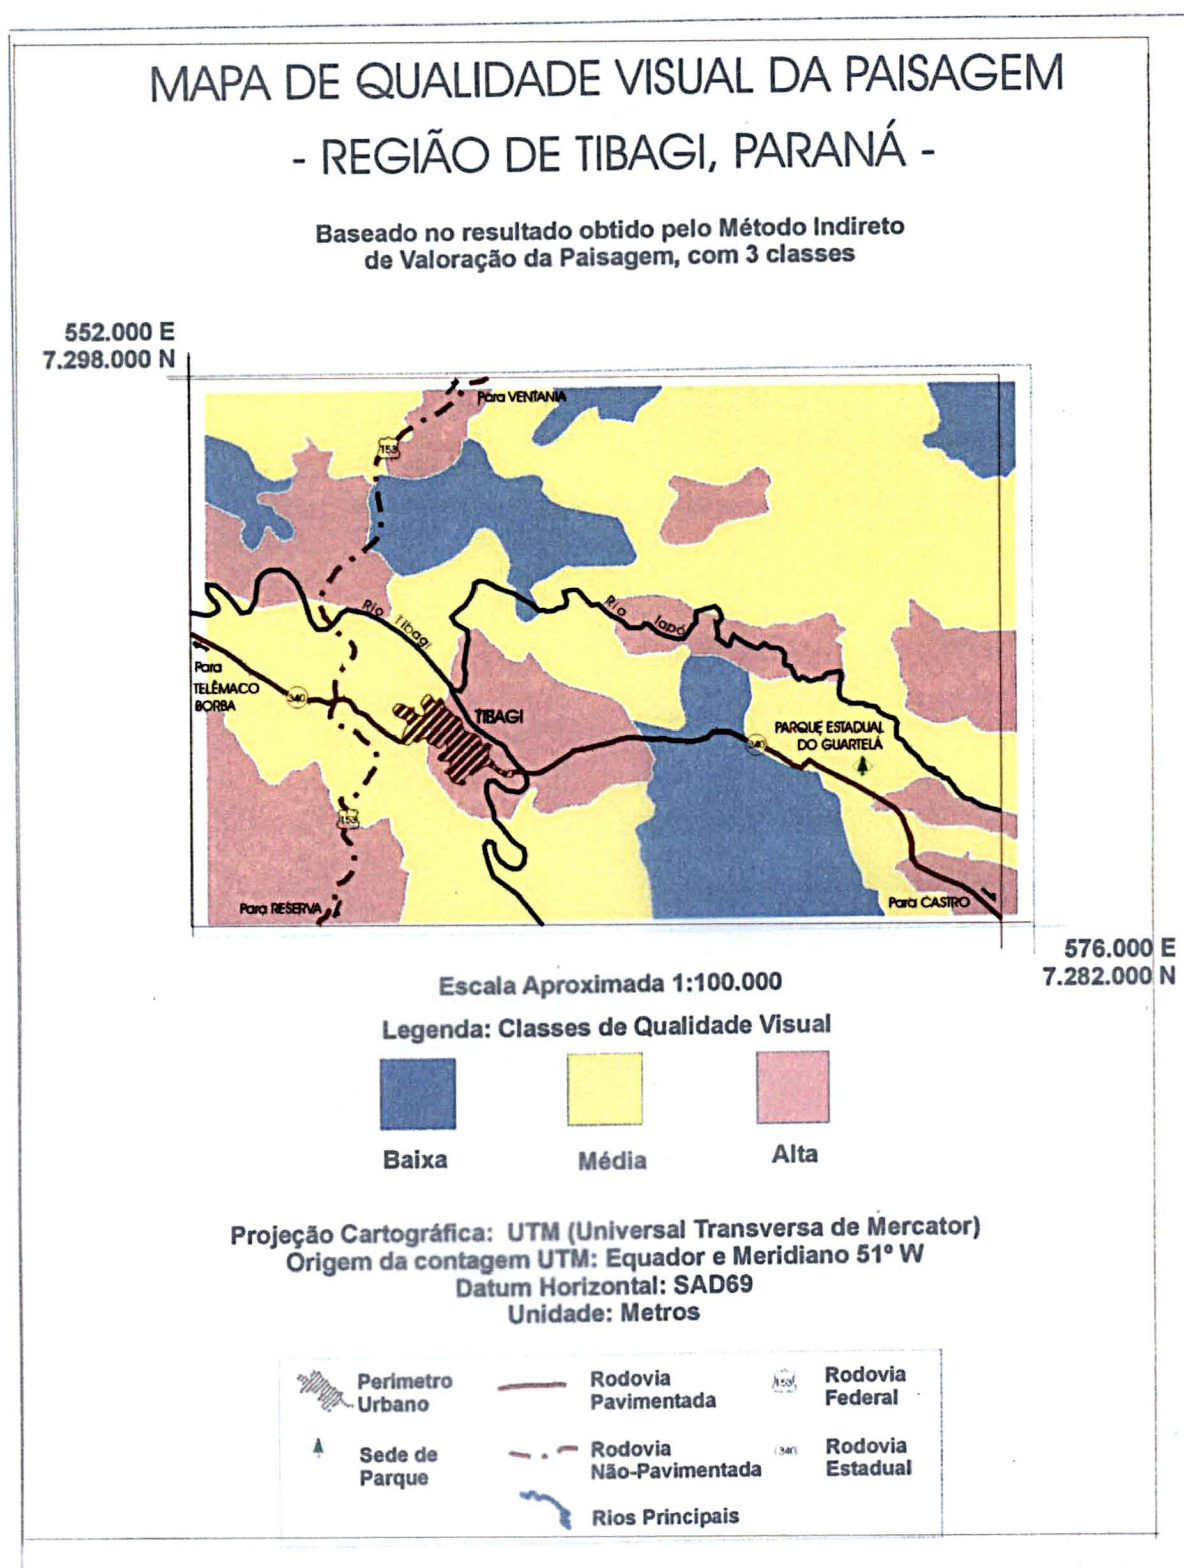 MAPA DE QUALIDADE VISUAL DA PAISAGEM
- REGIÃO DE TIBAGI, PARANÁ -
Baseado no resultado obtido pelo Método Indireto
de Valoração da Paisagem, com 3 classes
552.000 E
7.298.000 N
Para VENTANIA
153
Rio Tibagi
Rio Iapó
Para
TELÊMACO
BORBA
340
TIBAGI
340
PARQUE ESTADUAL
DO GUARTELÁ
153
Para RESERVA
Para CASTRO
576.000 E
7.282.000 N
Escala Aproximada 1:100.000
Legenda: Classes de Qualidade Visual
Baixa
Média
Alta
Projeção Cartográfica: UTM (Universal Transversa de Mercator)
Origem da contagem UTM: Equador e Meridiano 51º W
Datum Horizontal: SAD69
Unidade: Metros
Perimetro
Urbano
Rodovia
Pavimentada
153
Rodovia
Federal
Sede de
Parque
Rodovia
Não-Pavimentada
340
Rodovia
Estadual
Rios Principais